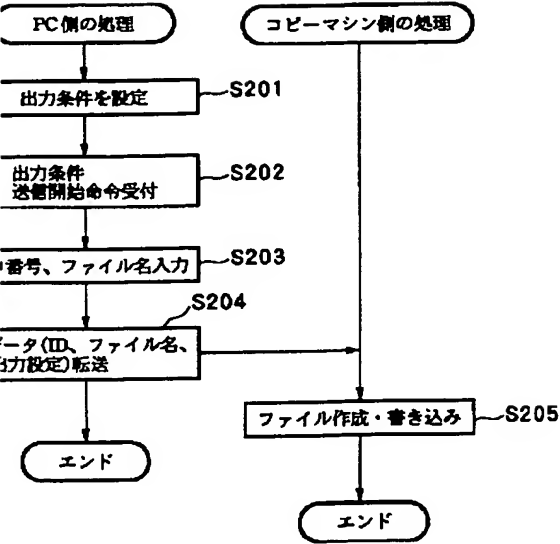 PC側の処理
コピーマシン側の処理
出力条件を設定
S201
出力条件
送信開始命令受付
S202
番号、ファイル名入力
S203
S204
ータ(ID、ファイル名、
出力設定)転送
ファイル作成・書き込み
S205
エンド
エンド